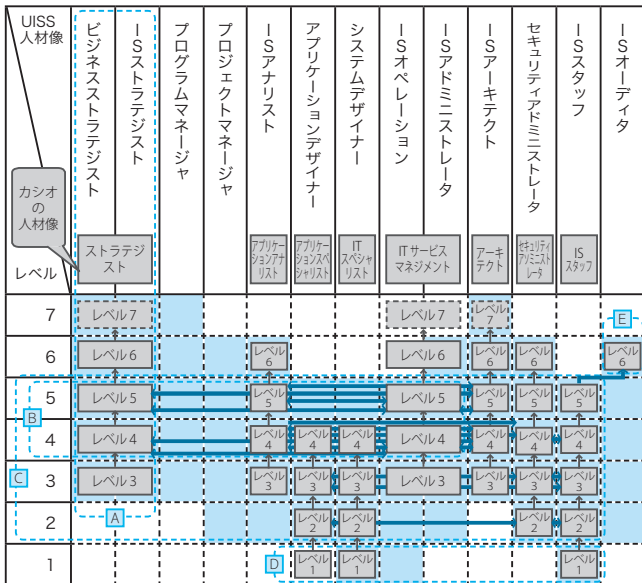 UISS
人材像
ビジネスストラテジスト
ISストラテジスト
プログラムマネージャ
プロジェクトマネージャ
ISアナリスト
アプリケーションデザイナー
システムデザイナー
ISオペレーション
ISアドミニストレータ
ISアーキテクト
セキュリティアドミニストレータ
ISスタッフ
ISオーディタ
カシオ
の
人材像
レベル
ストラテジ
スト
アプリケー
ションアナ
リスト
アプリケー
ションスペ
シャリスト
IT
スペシャ
リスト
ITサービス
マネジメント
アーキ
テクト
セキュリティ
アドミニスト
レータ
IS
スタッフ
7
レベル7
レベル7
レベル
7
E
6
レベル6
レベル
6
レベル6
レベル
6
レベル
6
レベル
6
5
B
レベル5
レベル
5
レベル5
レベル
5
レベル
5
レベル
5
4
レベル4
レベル
4
レベル
4
レベル
4
レベル4
レベル
4
レベル
4
レベル
4
C
3
レベル3
レベル
3
レベル
3
レベル
3
レベル3
レベル
3
レベル
3
レベル
3
A
2
レベル
2
レベル
2
レベル
2
レベル
2
1
D
レベル
1
レベル
1
レベル
1